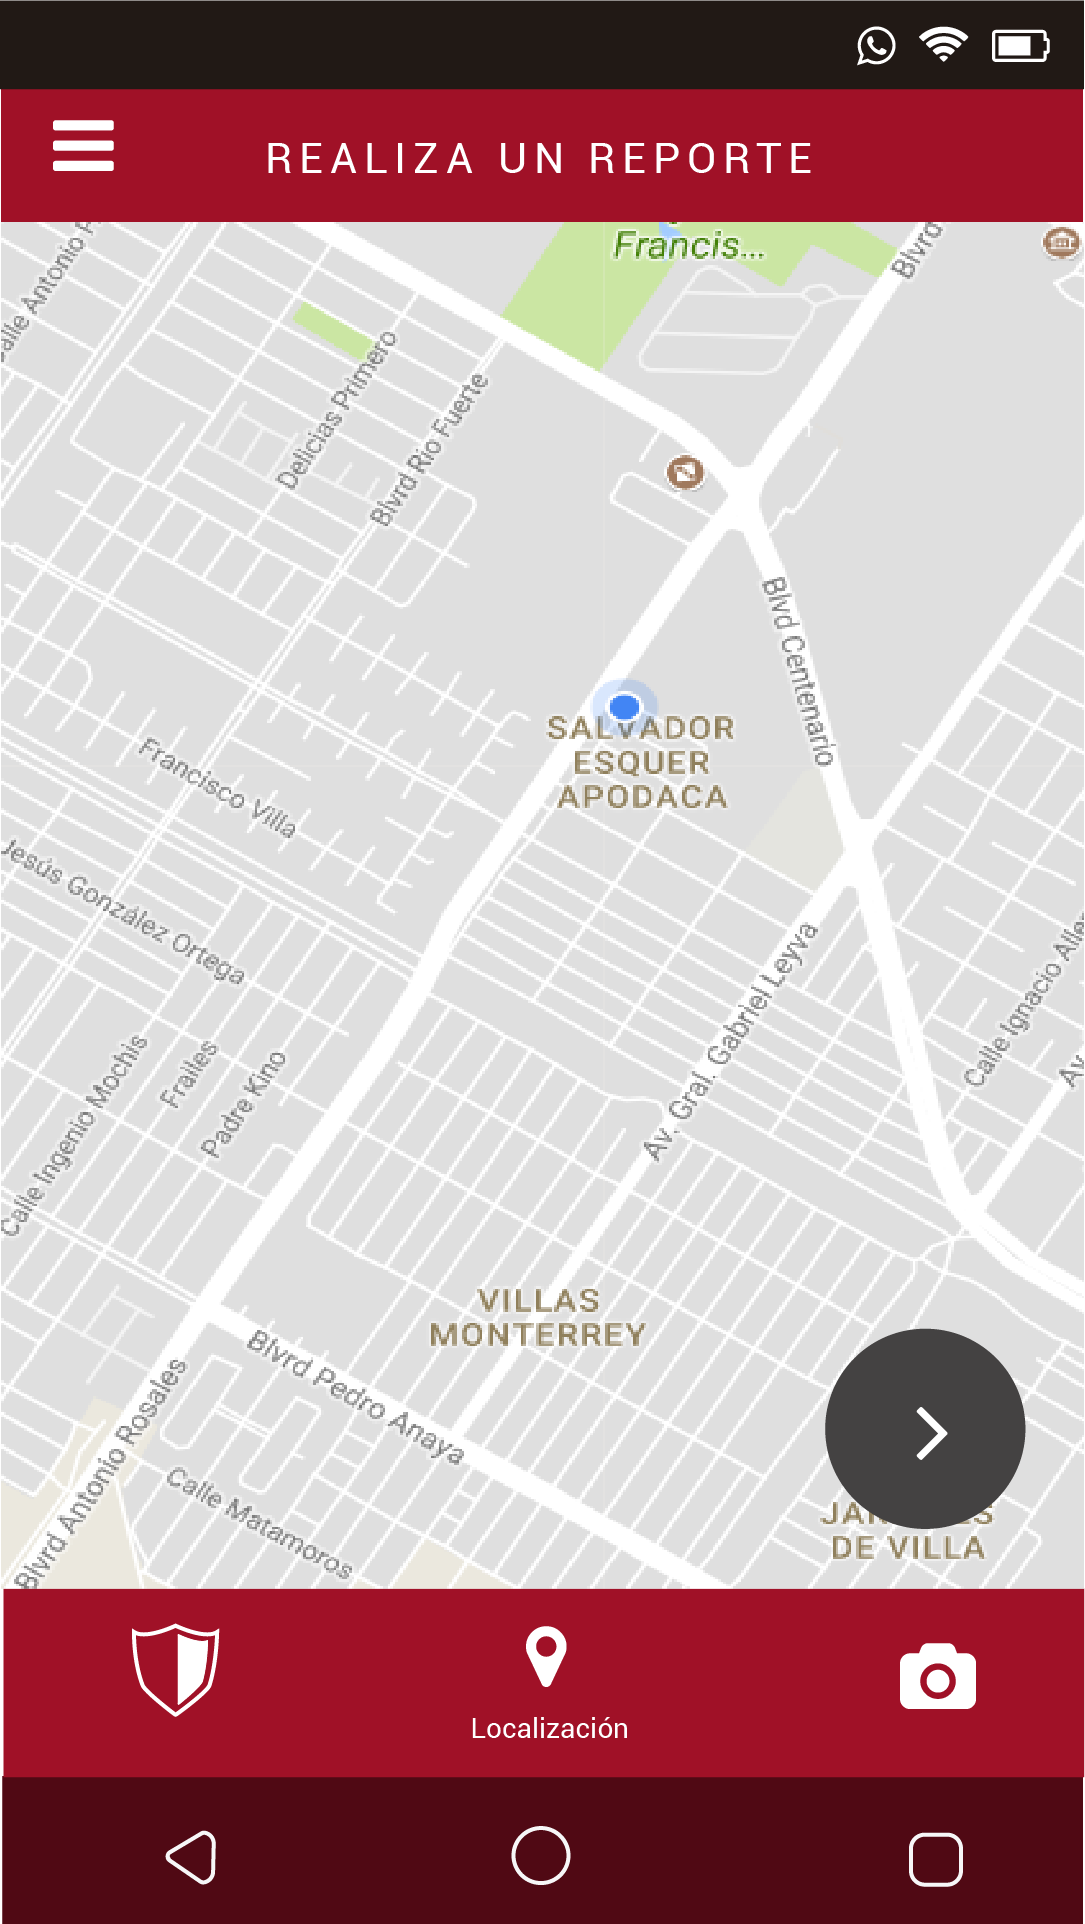 REALIZA UN REPORTE
Francis...
Blvrd
Calle Antonio
Delicias Primero
Blvrd Rio Fuerte
Blvd Centenario
SALVADOR
ESQUER
APODACA
Francisco Villa
Jesús González Ortega
Av. Gral. Gabriel Leyva
Calle Ignacio Alle
Av.
Calle Ingenio Mochis
Frailes
Padre Kino
VILLAS
MONTERREY
Blvrd Pedro Anaya
Blvrd Antonio Rosales
Calle Matamoros
DE VILLA
Localización